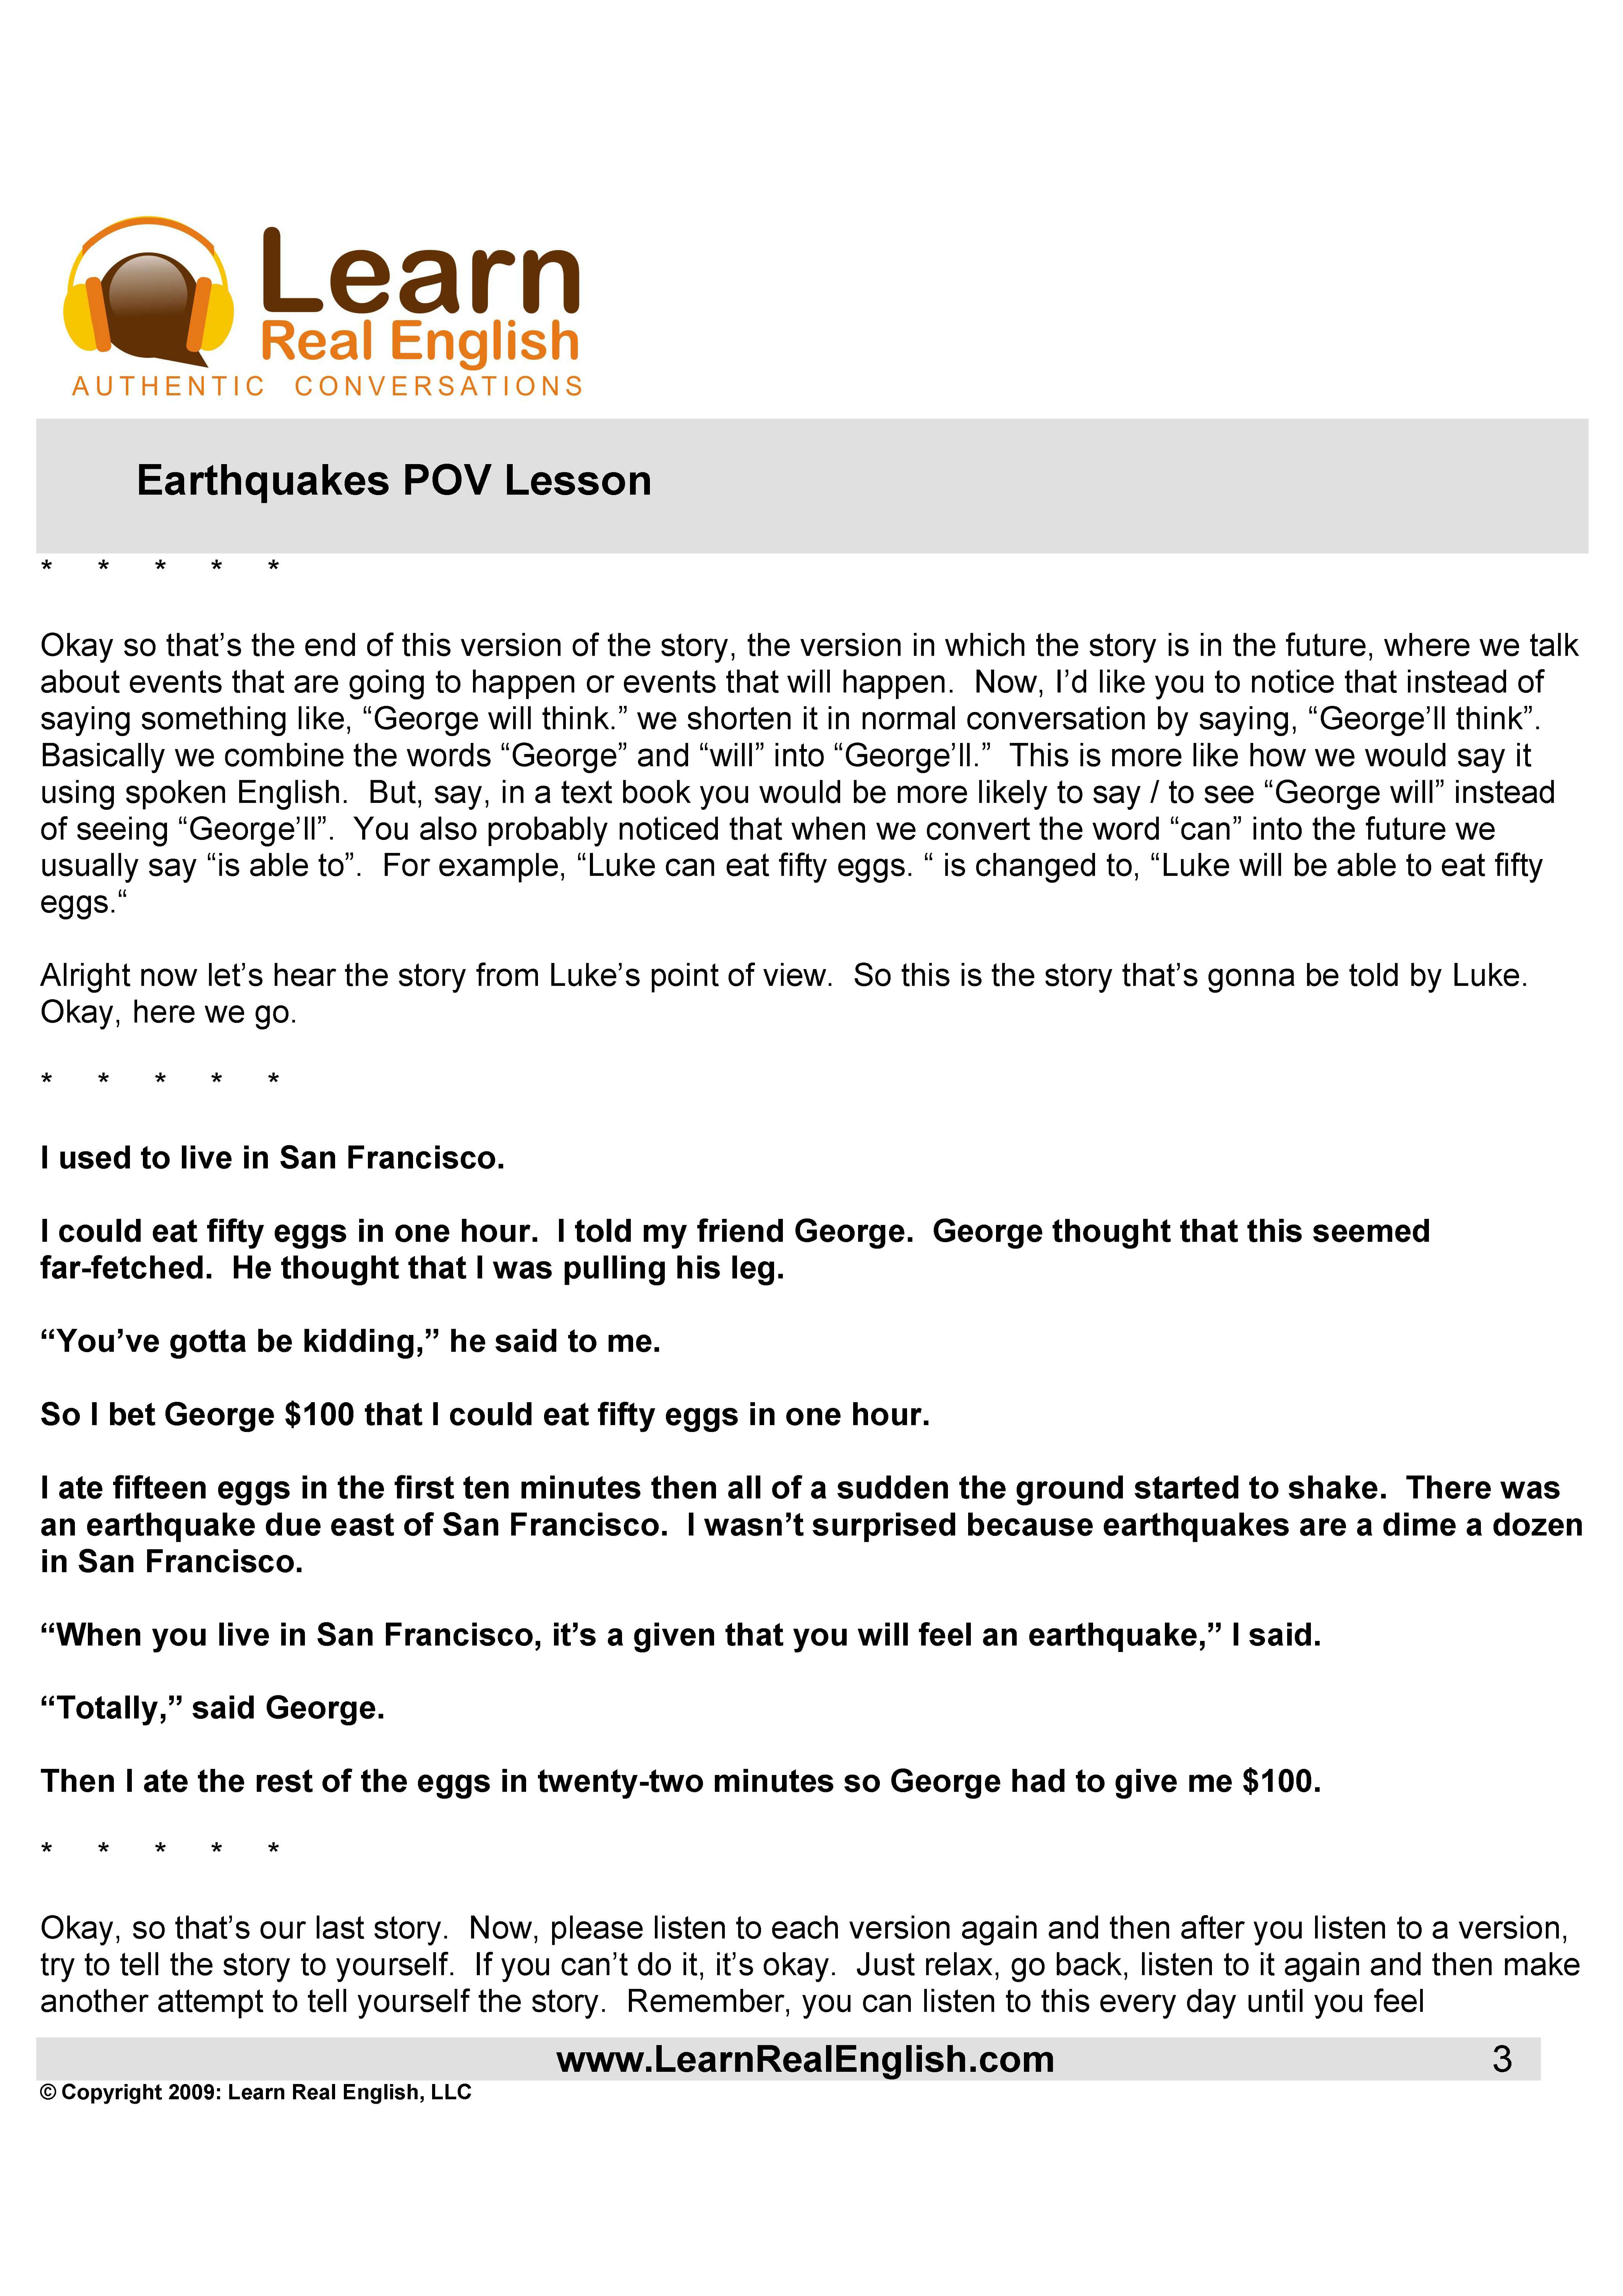 Learn
Real English
AUTHENTIC CONVERSATIONS
Earthquakes POV Lesson
* * * * *
Okay so that’s the end of this version of the story, the version in which the story is in the future, where we talk
about events that are going to happen or events that will happen.  Now, I’d like you to notice that instead of
saying something like, “George will think.” we shorten it in normal conversation by saying, “George’ll think”.
Basically we combine the words “George” and “will” into “George’ll.”  This is more like how we would say it
using spoken English.  But, say, in a text book you would be more likely to say / to see “George will” instead
of seeing “George’ll”.  You also probably noticed that when we convert the word “can” into the future we
usually say “is able to”.  For example, “Luke can eat fifty eggs. “ is changed to, “Luke will be able to eat fifty
eggs.“
Alright now let’s hear the story from Luke’s point of view.  So this is the story that’s gonna be told by Luke.
Okay, here we go.
* * * * *
I used to live in San Francisco.
I could eat fifty eggs in one hour.  I told my friend George.  George thought that this seemed
far-fetched.  He thought that I was pulling his leg.
“You’ve gotta be kidding,” he said to me.
So I bet George $100 that I could eat fifty eggs in one hour.
I ate fifteen eggs in the first ten minutes then all of a sudden the ground started to shake.  There was
an earthquake due east of San Francisco.  I wasn’t surprised because earthquakes are a dime a dozen
in San Francisco.
“When you live in San Francisco, it’s a given that you will feel an earthquake,” I said.
“Totally,” said George.
Then I ate the rest of the eggs in twenty-two minutes so George had to give me $100.
* * * * *
Okay, so that’s our last story.  Now, please listen to each version again and then after you listen to a version,
try to tell the story to yourself.  If you can’t do it, it’s okay.  Just relax, go back, listen to it again and then make
another attempt to tell yourself the story.  Remember, you can listen to this every day until you feel
www.LearnRealEnglish.com 3
© Copyright 2009: Learn Real English, LLC